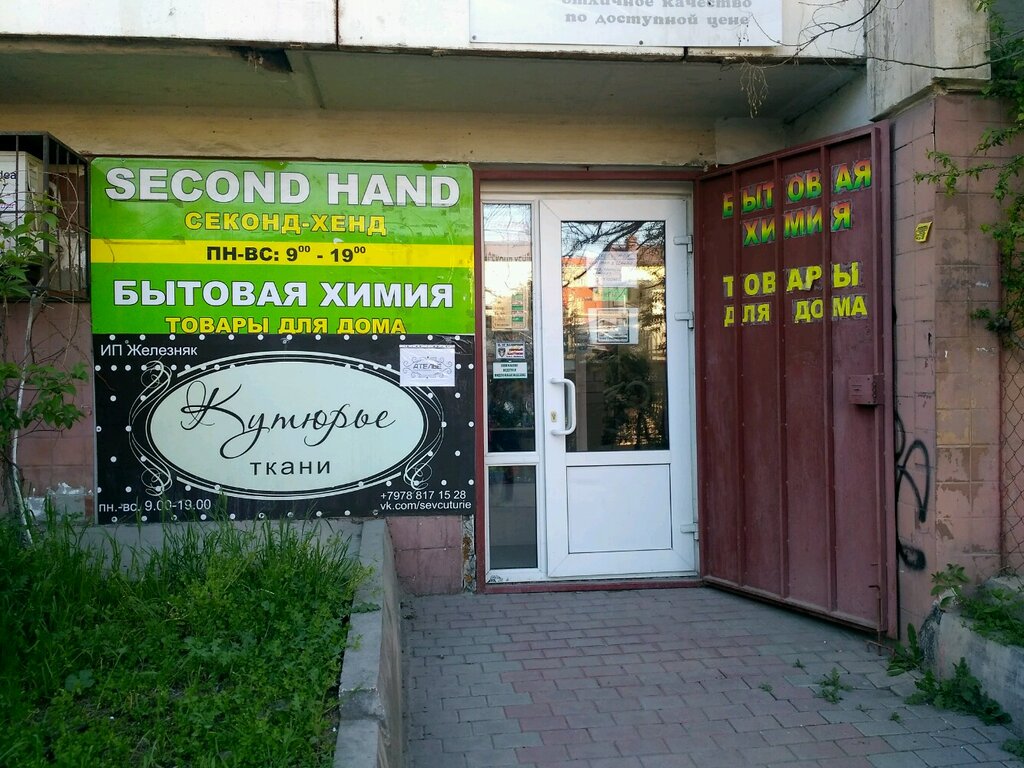 отличное качество
по доступной цене
SECOND HAND
СЕКОНД-ХЕНД
ПН-ВС: 9⁰⁰ - 19⁰⁰
БЫТОВАЯ ХИМИЯ
ТОВАРЫ ДЛЯ ДОМА
ИП Железняк
АТЕЛЬЕ
Кутюрье
ткани
пн.-вс. 9.00-19.00
+7978 817 15 28
vk.com/sevcuturie
БЫТОВАЯ
ХИМИЯ
ТОВАРЫ
ДЛЯ ДОМА